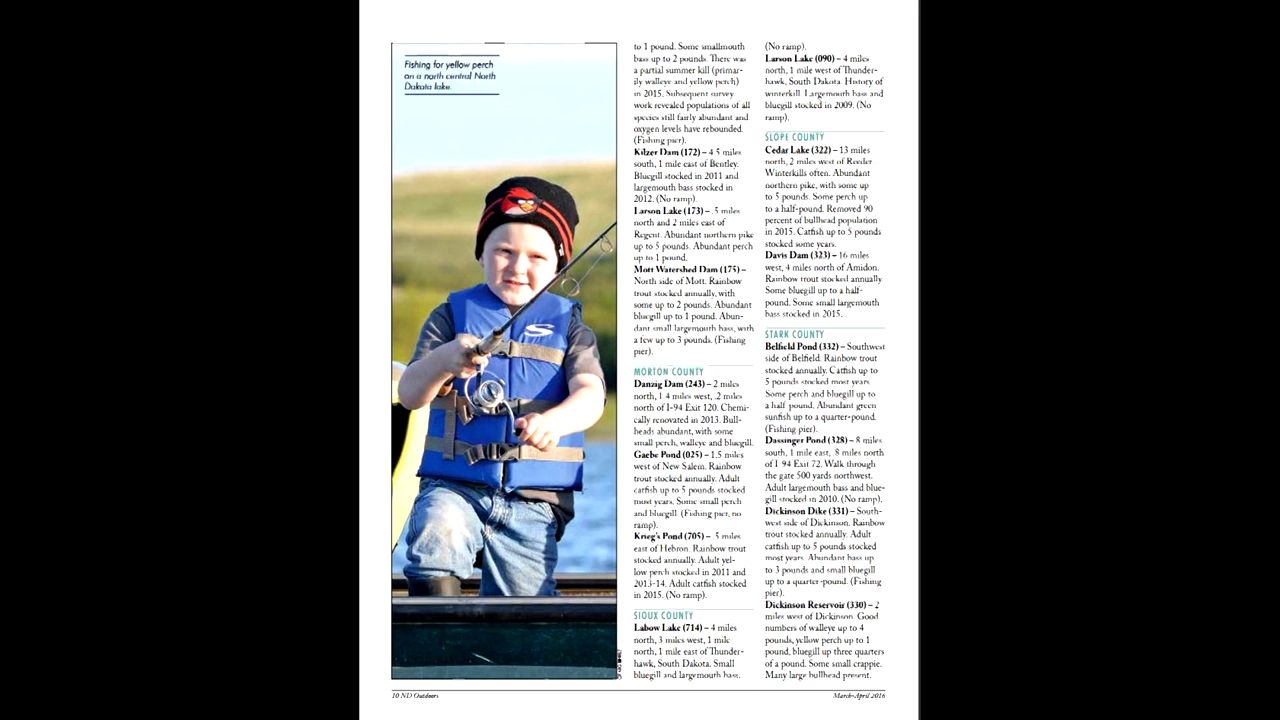 Fishing for yellow perch
on a north central North
Dakota lake.
to 1 pound. Some smallmouth
bass up to 2 pounds. There was
a partial summer kill (primar-
ily walleye and yellow perch)
in 2015. Subsequent survey
work revealed populations of all
species still fairly abundant and
oxygen levels have rebounded.
(Fishing pier).
Kilzer Dam (172) – 4.5 miles
south, 1 mile east of Bentley.
Bluegill stocked in 2011 and
largemouth bass stocked in
2012. (No ramp).
Larson Lake (173) – .5 miles
north and 2 miles east of
Regent. Abundant northern pike
up to 5 pounds. Abundant perch
up to 1 pound.
Mott Watershed Dam (175) –
North side of Mott. Rainbow
trout stocked annually, with
some up to 2 pounds. Abundant
bluegill up to 1 pound. Abun-
dant small largemouth bass, with
a few up to 3 pounds. (Fishing
pier).
MORTON COUNTY
Danzig Dam (243) – 2 miles
north, 1.4 miles west, .2 miles
north of I-94 Exit 120. Chemi-
cally renovated in 2013. Bull-
heads abundant, with some
small perch, walleye and bluegill.
Gaebe Pond (025) – 1.5 miles
west of New Salem. Rainbow
trout stocked annually. Adult
catfish up to 5 pounds stocked
most years. Some small perch
and bluegill. (Fishing pier, no
ramp).
Krieg's Pond (705) – .5 miles
east of Hebron. Rainbow trout
stocked annually. Adult yel-
low perch stocked in 2011 and
2013-14. Adult catfish stocked
in 2015. (No ramp).
SIOUX COUNTY
Labow Lake (714) – 4 miles
north, 3 miles west, 1 mile
north, 1 mile east of Thunder-
hawk, South Dakota. Small
bluegill and largemouth bass.
(No ramp).
Larson Lake (090) – 4 miles
north, 1 mile west of Thunder-
hawk, South Dakota. History of
winterkill. Largemouth bass and
bluegill stocked in 2009. (No
ramp).
SLOPE COUNTY
Cedar Lake (322) – 13 miles
north, 2 miles west of Reeder.
Winterkills often. Abundant
northern pike, with some up
to 5 pounds. Some perch up
to a half-pound. Removed 90
percent of bullhead population
in 2015. Catfish up to 5 pounds
stocked some years.
Davis Dam (323) – 16 miles
west, 4 miles north of Amidon.
Rainbow trout stocked annually.
Some bluegill up to a half-
pound. Some small largemouth
bass stocked in 2015.
STARK COUNTY
Belfield Pond (332) – Southwest
side of Belfield. Rainbow trout
stocked annually. Catfish up to
5 pounds stocked most years.
Some perch and bluegill up to
a half pound. Abundant green
sunfish up to a quarter-pound.
(Fishing pier).
Dassinger Pond (328) – 8 miles
south, 1 mile east, .8 miles north
of I-94 Exit 72. Walk through
the gate 500 yards northwest.
Adult largemouth bass and blue-
gill stocked in 2010. (No ramp).
Dickinson Dike (331) – South-
west side of Dickinson. Rainbow
trout stocked annually. Adult
catfish up to 5 pounds stocked
most years. Abundant bass up
to 3 pounds and small bluegill
up to a quarter-pound. (Fishing
pier).
Dickinson Reservoir (330) – 2
miles west of Dickinson. Good
numbers of walleye up to 4
pounds, yellow perch up to 1
pound, bluegill up three quarters
of a pound. Some small crappie.
Many large bullhead present.
10 ND Outdoors
March-April 2016